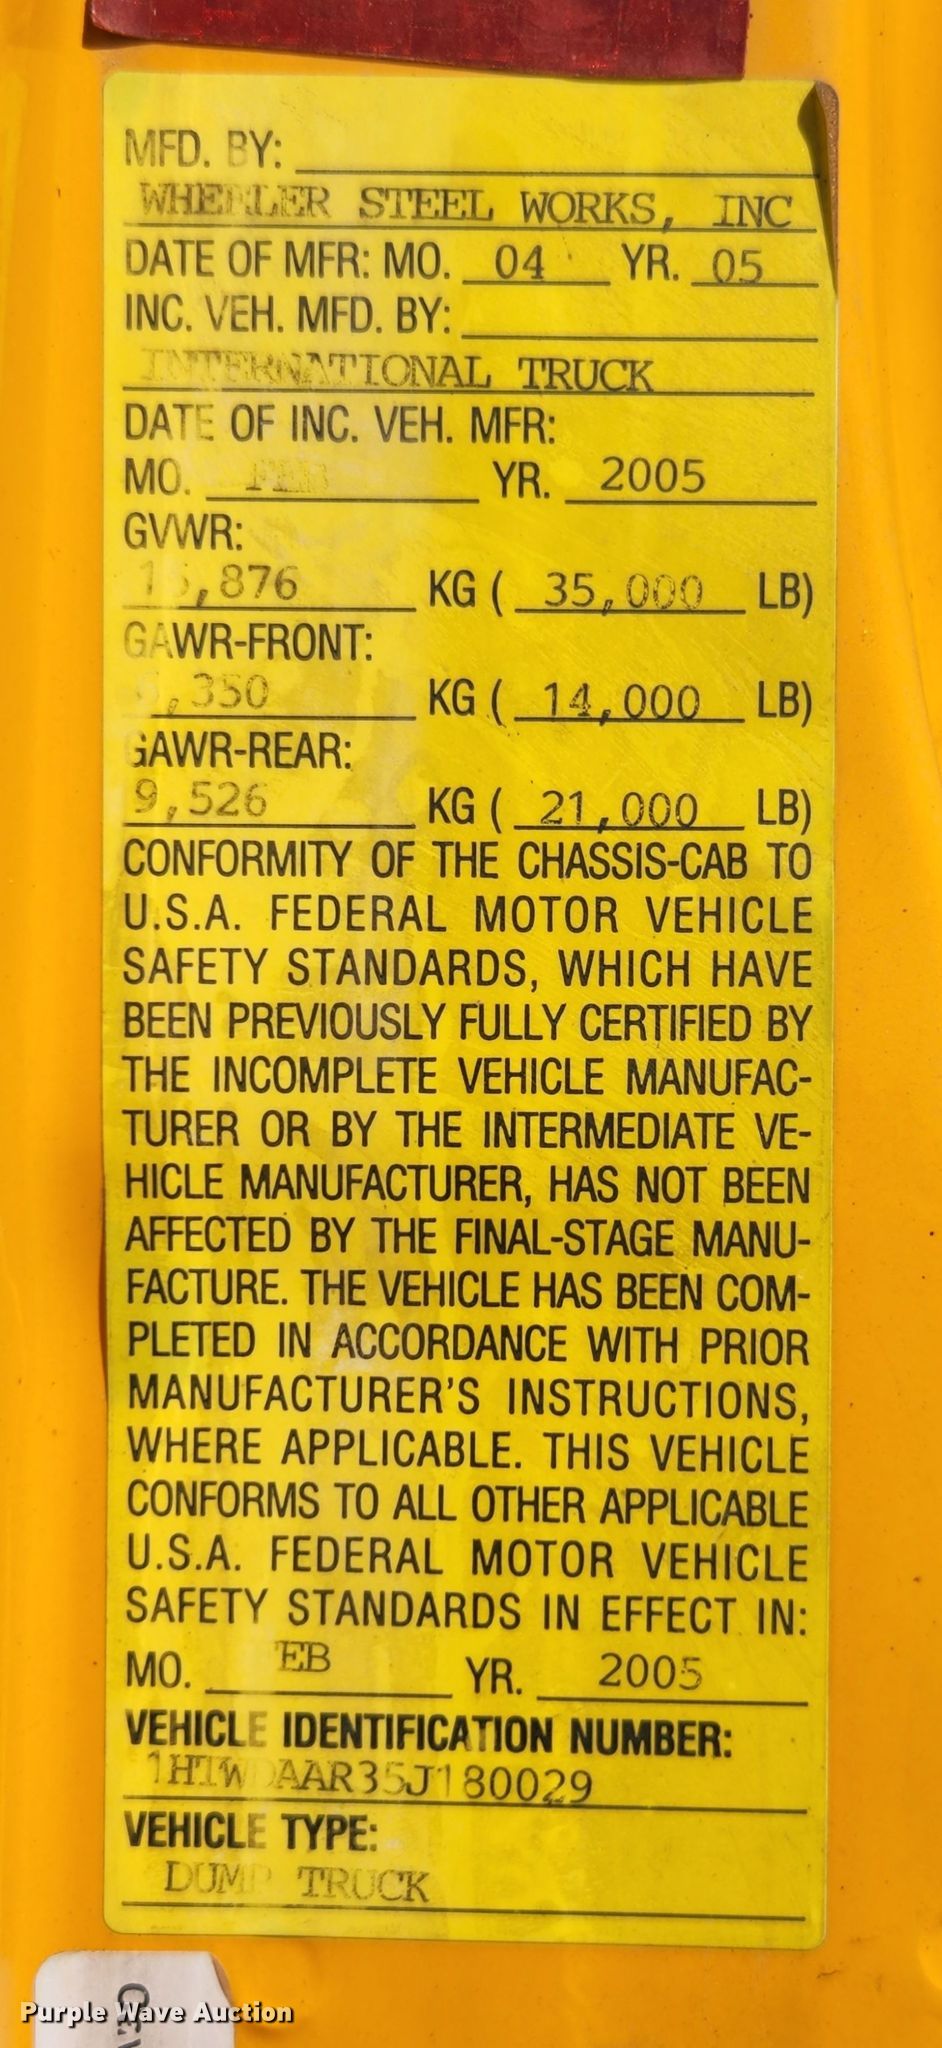 MFD. BY:
WHEELER STEEL WORKS, INC
DATE OF MFR: MO. 04 YR. 05
INC. VEH. MFD. BY:
INTERNATIONAL TRUCK
DATE OF INC. VEH. MFR:
MO. FEB YR. 2005
GVWR:
15,876 KG ( 35,000 LB)
GAWR-FRONT:
6,350 KG ( 14,000 LB)
GAWR-REAR:
9,526 KG ( 21,000 LB)
CONFORMITY OF THE CHASSIS-CAB TO
U.S.A. FEDERAL MOTOR VEHICLE
SAFETY STANDARDS, WHICH HAVE
BEEN PREVIOUSLY FULLY CERTIFIED BY
THE INCOMPLETE VEHICLE MANUFAC-
TURER OR BY THE INTERMEDIATE VE-
HICLE MANUFACTURER, HAS NOT BEEN
AFFECTED BY THE FINAL-STAGE MANU-
FACTURE. THE VEHICLE HAS BEEN COM-
PLETED IN ACCORDANCE WITH PRIOR
MANUFACTURER'S INSTRUCTIONS,
WHERE APPLICABLE. THIS VEHICLE
CONFORMS TO ALL OTHER APPLICABLE
U.S.A. FEDERAL MOTOR VEHICLE
SAFETY STANDARDS IN EFFECT IN:
MO. EB YR. 2005
VEHICLE IDENTIFICATION NUMBER:
1HTWDAAR35J180029
VEHICLE TYPE:
DUMP TRUCK
Purple Wave Auction